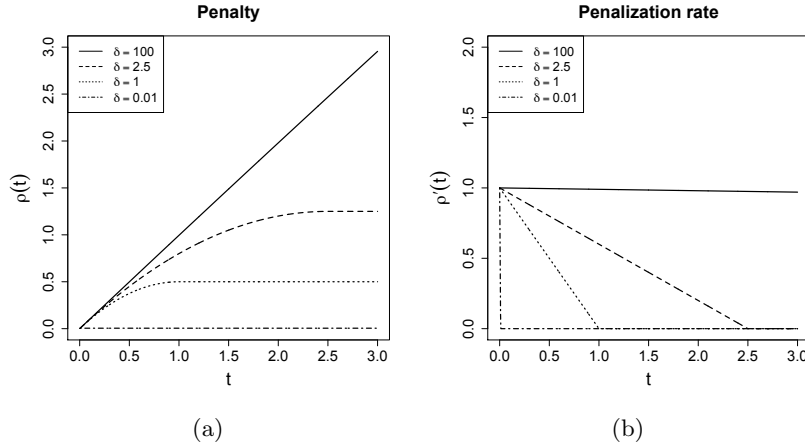 Penalty
δ = 100
δ = 2.5
δ = 1
δ = 0.01
ρ(t)
0.0 0.5 1.0 1.5 2.0 2.5 3.0
0.0 0.5 1.0 1.5 2.0 2.5 3.0
t
(a)
Penalization rate
δ = 100
δ = 2.5
δ = 1
δ = 0.01
ρ'(t)
0.0 0.5 1.0 1.5 2.0
0.0 0.5 1.0 1.5 2.0 2.5 3.0
t
(b)